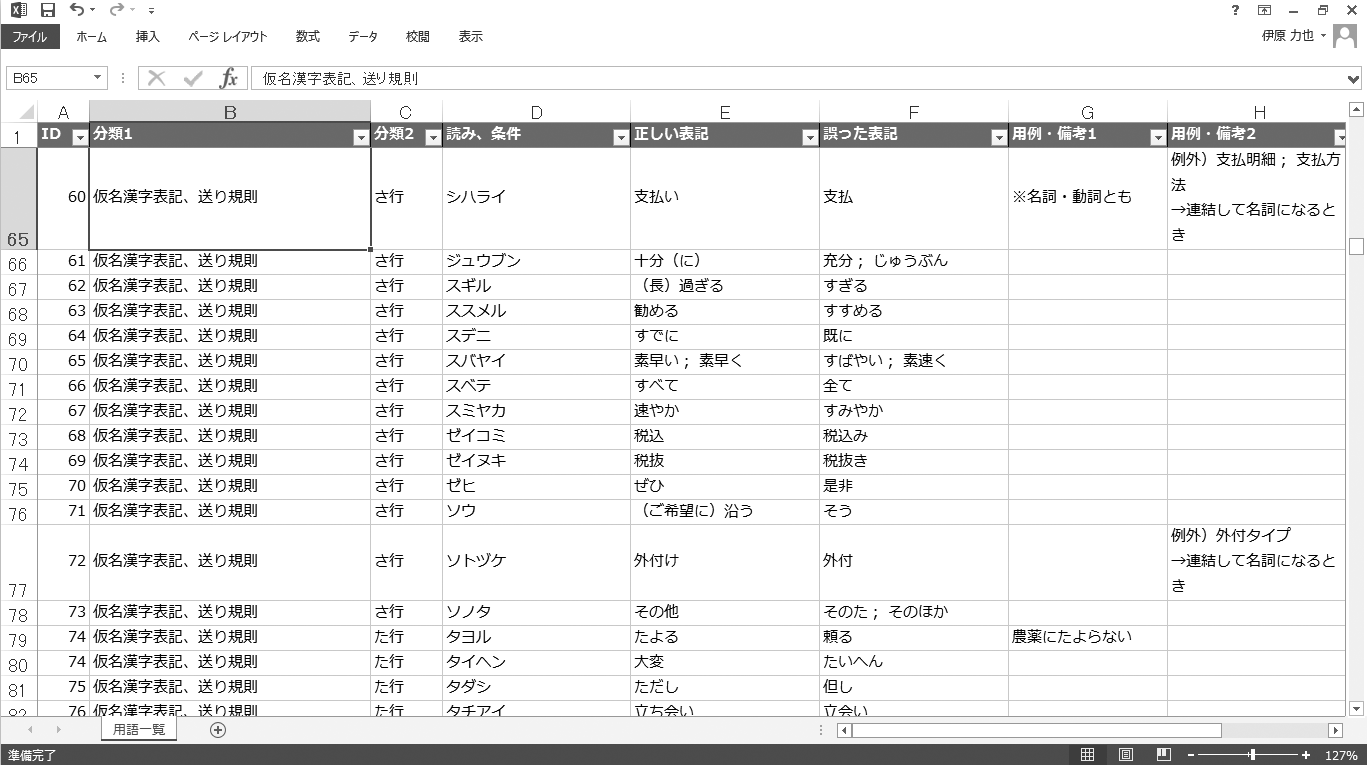 ファイル ホーム 挿入 ページ レイアウト 数式 データ 校閲 表示 伊原 力也
B65 fx 仮名漢字表記、送り規則
A B C D E F G H
1 ID 分類1 分類2 読み、条件 正しい表記 誤った表記 用例・備考1 用例・備考2
65 60 仮名漢字表記、送り規則 さ行 シハライ 支払い 支払 ※名詞・動詞とも 例外）支払明細； 支払方
法
→連結して名詞になると
き
66 61 仮名漢字表記、送り規則 さ行 ジュウブン 十分（に） 充分； じゅうぶん
67 62 仮名漢字表記、送り規則 さ行 スギル （長）過ぎる すぎる
68 63 仮名漢字表記、送り規則 さ行 ススメル 勧める すすめる
69 64 仮名漢字表記、送り規則 さ行 スデニ すでに 既に
70 65 仮名漢字表記、送り規則 さ行 スバヤイ 素早い； 素早く すばやい； 素速く
71 66 仮名漢字表記、送り規則 さ行 スベテ すべて 全て
72 67 仮名漢字表記、送り規則 さ行 スミヤカ 速やか すみやか
73 68 仮名漢字表記、送り規則 さ行 ゼイコミ 税込 税込み
74 69 仮名漢字表記、送り規則 さ行 ゼイヌキ 税抜 税抜き
75 70 仮名漢字表記、送り規則 さ行 ゼヒ ぜひ 是非
76 71 仮名漢字表記、送り規則 さ行 ソウ （ご希望に）沿う そう
77 72 仮名漢字表記、送り規則 さ行 ソトヅケ 外付け 外付 例外）外付タイプ
→連結して名詞になると
き
78 73 仮名漢字表記、送り規則 さ行 ソノタ その他 そのた； そのほか
79 74 仮名漢字表記、送り規則 た行 タヨル たよる 頼る 農薬にたよらない
80 74 仮名漢字表記、送り規則 た行 タイヘン 大変 たいへん
81 75 仮名漢字表記、送り規則 た行 タダシ ただし 但し
82 76 仮名漢字表記、送り規則 た行 タチアイ 立ち会い 立会い
用語一覧
準備完了 127%